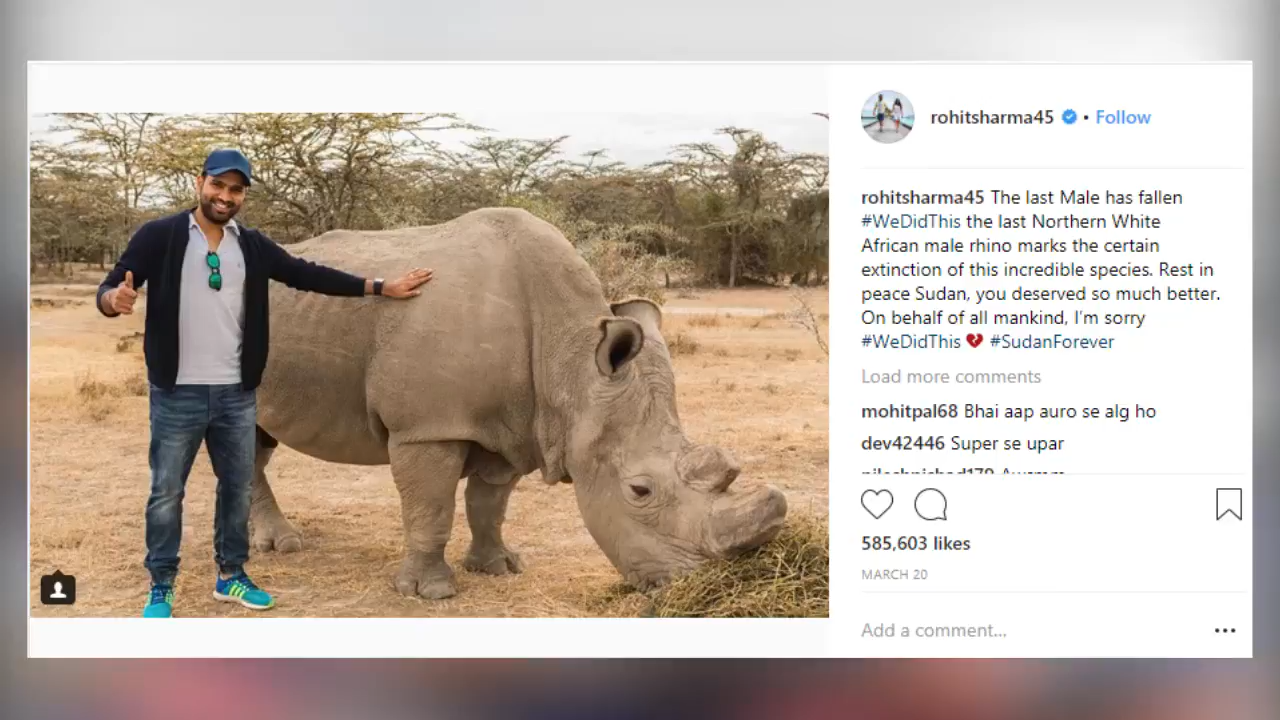 rohitsharma45 • Follow
rohitsharma45 The last Male has fallen
#WeDidThis the last Northern White
African male rhino marks the certain
extinction of this incredible species. Rest in
peace Sudan, you deserved so much better.
On behalf of all mankind, I'm sorry
#WeDidThis 💔 #SudanForever
Load more comments
mohitpal68 Bhai aap auro se alg ho
dev42446 Super se upar
585,603 likes
MARCH 20
Add a comment...